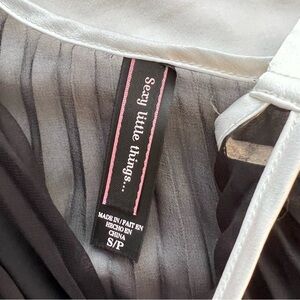 Sexy little things...
MADE IN / FAIT EN
HECHO EN
CHINA
S/P